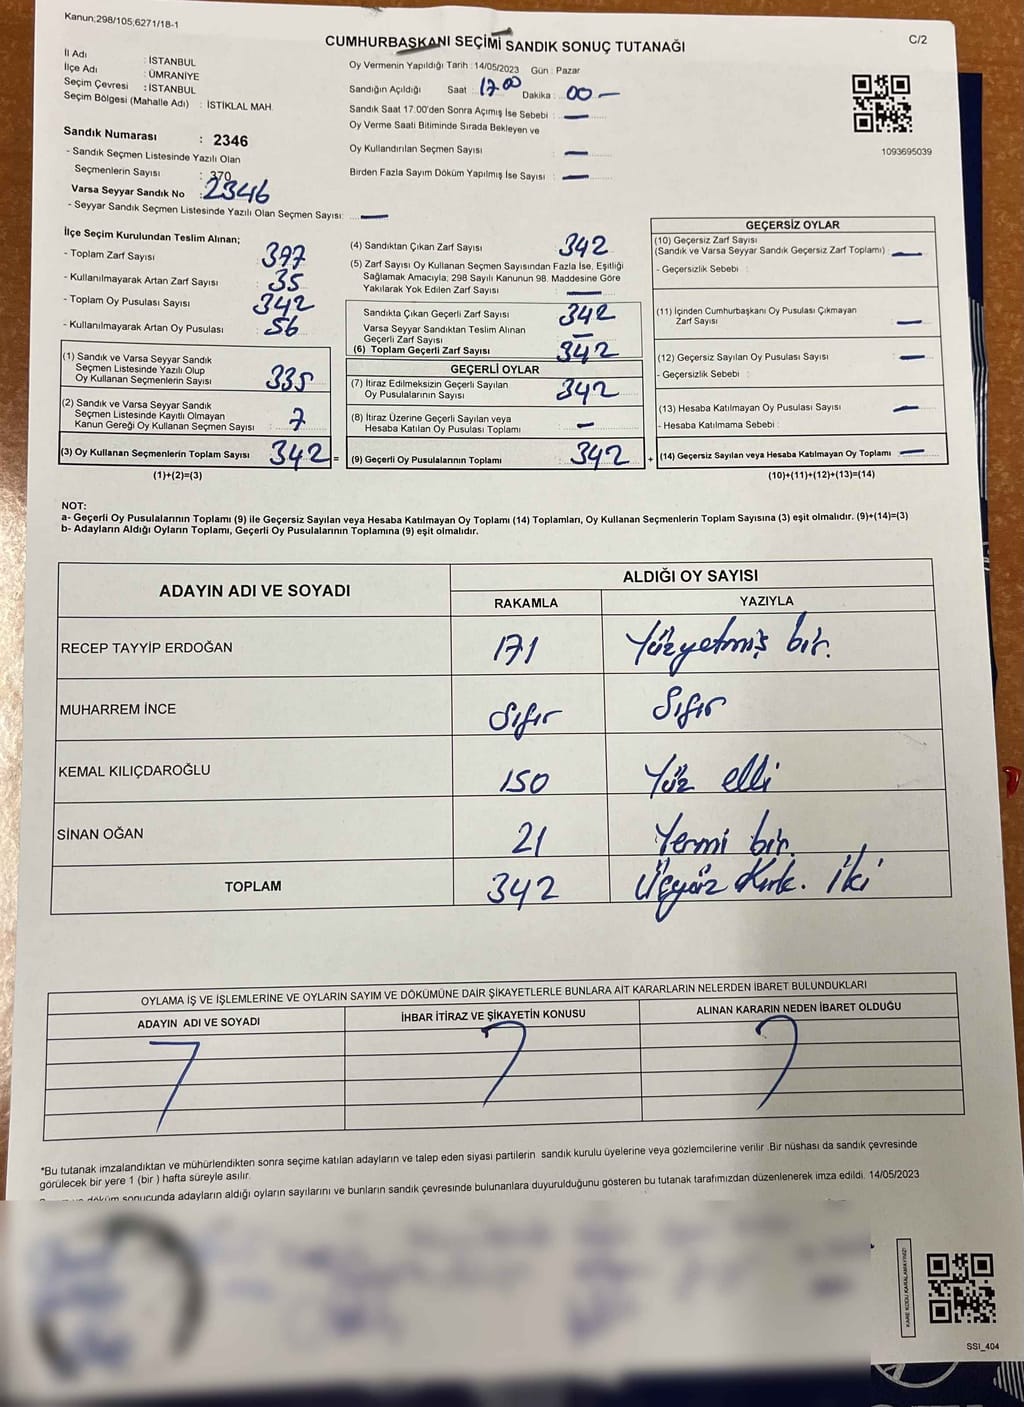 Kanun;298/105;6271/18-1
CUMHURBAŞKANI SEÇİMİ SANDIK SONUÇ TUTANAĞI
C/2
İl Adı : İSTANBUL
İlçe Adı : ÜMRANİYE
Seçim Çevresi : İSTANBUL
Seçim Bölgesi (Mahalle Adı) : İSTİKLAL MAH.
Sandık Numarası : 2346
- Sandık Seçmen Listesinde Yazılı Olan
Seçmenlerin Sayısı : 370
Varsa Seyyar Sandık No : 2346
- Seyyar Sandık Seçmen Listesinde Yazılı Olan Seçmen Sayısı: —
Oy Vermenin Yapıldığı Tarih : 14/05/2023 Gün : Pazar
Sandığın Açıldığı Saat : 17.00 Dakika : 00 —
Sandık Saat 17.00'den Sonra Açımış İse Sebebi : —
Oy Verme Saati Bitiminde Sırada Bekleyen ve
Oy Kullandırılan Seçmen Sayısı : —
Birden Fazla Sayım Döküm Yapılmış İse Sayısı : —
1093695039
İlçe Seçim Kurulundan Teslim Alınan;
- Toplam Zarf Sayısı : 377
- Kullanılmayarak Artan Zarf Sayısı : 35
- Toplam Oy Pusulası Sayısı : 342
- Kullanılmayarak Artan Oy Pusulası : 56
(1) Sandık ve Varsa Seyyar Sandık
Seçmen Listesinde Yazılı Olup
Oy Kullanan Seçmenlerin Sayısı : 335
(2) Sandık ve Varsa Seyyar Sandık
Seçmen Listesinde Kayıtlı Olmayan
Kanun Gereği Oy Kullanan Seçmen Sayısı : 7
(3) Oy Kullanan Seçmenlerin Toplam Sayısı 342 =
(1)+(2)=(3)
(4) Sandıktan Çıkan Zarf Sayısı : 342
(5) Zarf Sayısı Oy Kullanan Seçmen Sayısından Fazla İse, Eşitliği
Sağlamak Amacıyla; 298 Sayılı Kanunun 98. Maddesine Göre
Yakılarak Yok Edilen Zarf Sayısı : —
Sandıkta Çıkan Geçerli Zarf Sayısı : 342
Varsa Seyyar Sandıktan Teslim Alınan
Geçerli Zarf Sayısı : —
(6) Toplam Geçerli Zarf Sayısı : 342
GEÇERLİ OYLAR
(7) İtiraz Edilmeksizin Geçerli Sayılan
Oy Pusulalarının Sayısı : 342
(8) İtiraz Üzerine Geçerli Sayılan veya
Hesaba Katılan Oy Pusulası Toplamı : —
(9) Geçerli Oy Pusulalarının Toplamı : 342 +
GEÇERSİZ OYLAR
(10) Geçersiz Zarf Sayısı
(Sandık ve Varsa Seyyar Sandık Geçersiz Zarf Toplamı) : —
- Geçersizlik Sebebi :
(11) İçinden Cumhurbaşkanı Oy Pusulası Çıkmayan
Zarf Sayısı : —
(12) Geçersiz Sayılan Oy Pusulası Sayısı : —
- Geçersizlik Sebebi :
(13) Hesaba Katılmayan Oy Pusulası Sayısı : —
- Hesaba Katılmama Sebebi :
(14) Geçersiz Sayılan veya Hesaba Katılmayan Oy Toplamı : —
(10)+(11)+(12)+(13)=(14)
NOT:
a- Geçerli Oy Pusulalarının Toplamı (9) ile Geçersiz Sayılan veya Hesaba Katılmayan Oy Toplamı (14) Toplamları, Oy Kullanan Seçmenlerin Toplam Sayısına (3) eşit olmalıdır. (9)+(14)=(3)
b- Adayların Aldığı Oyların Toplamı, Geçerli Oy Pusulalarının Toplamına (9) eşit olmalıdır.
ADAYIN ADI VE SOYADI ALDIĞI OY SAYISI
RAKAMLA YAZIYLA
RECEP TAYYİP ERDOĞAN 171 Yüzyetmiş bir.
MUHARREM İNCE Sıfır Sıfır
KEMAL KILIÇDAROĞLU 150 Yüz elli
SİNAN OĞAN 21 Yermi bir.
TOPLAM 342 Üçyüz Kırk. İki
OYLAMA İŞ VE İŞLEMLERİNE VE OYLARIN SAYIM VE DÖKÜMÜNE DAİR ŞİKAYETLERLE BUNLARA AİT KARARLARIN NELERDEN İBARET BULUNDUKLARI
ADAYIN ADI VE SOYADI İHBAR İTİRAZ VE ŞİKAYETİN KONUSU ALINAN KARARIN NEDEN İBARET OLDUĞU
*Bu tutanak imzalandıktan ve mühürlendikten sonra seçime katılan adayların ve talep eden siyasi partilerin sandık kurulu üyelerine veya gözlemcilerine verilir .Bir nüshası da sandık çevresinde
görülecek bir yere 1 (bir ) hafta süreyle asılır.
döküm sonucunda adayların aldığı oyların sayılarını ve bunların sandık çevresinde bulunanlara duyurulduğunu gösteren bu tutanak tarafımızdan düzenlenerek imza edildi. 14/05/2023
KARE KODU KARALAMAYINIZ!
SSI_404